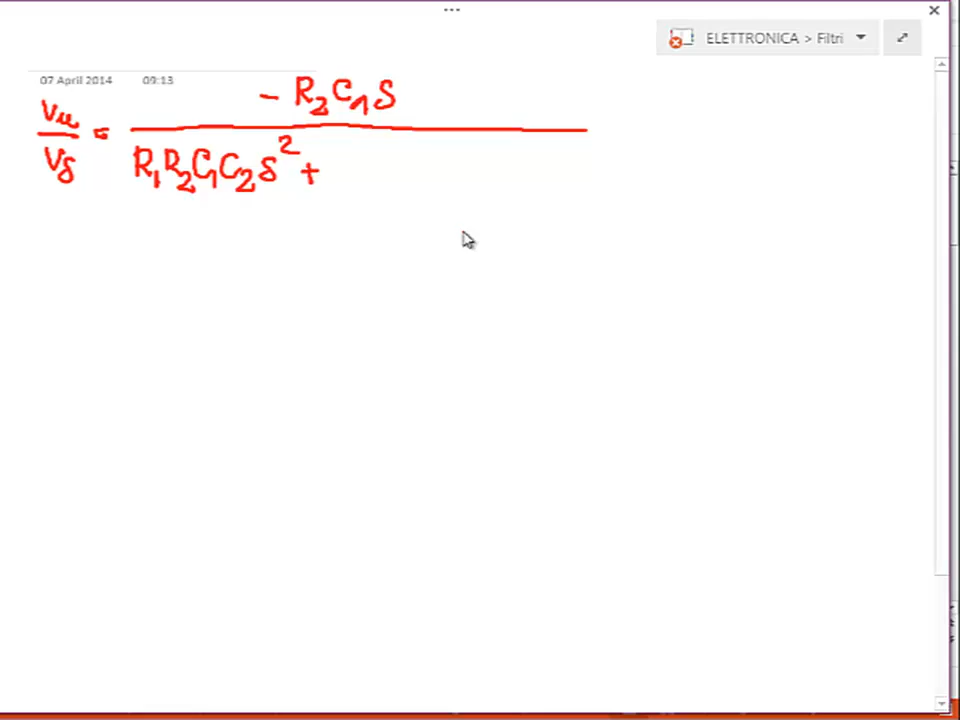 ELETTRONICA > Filtri
07 April 2014 09:13
Vu/Vs = - R₂C₁S
R₁R₂C₁C₂s² +